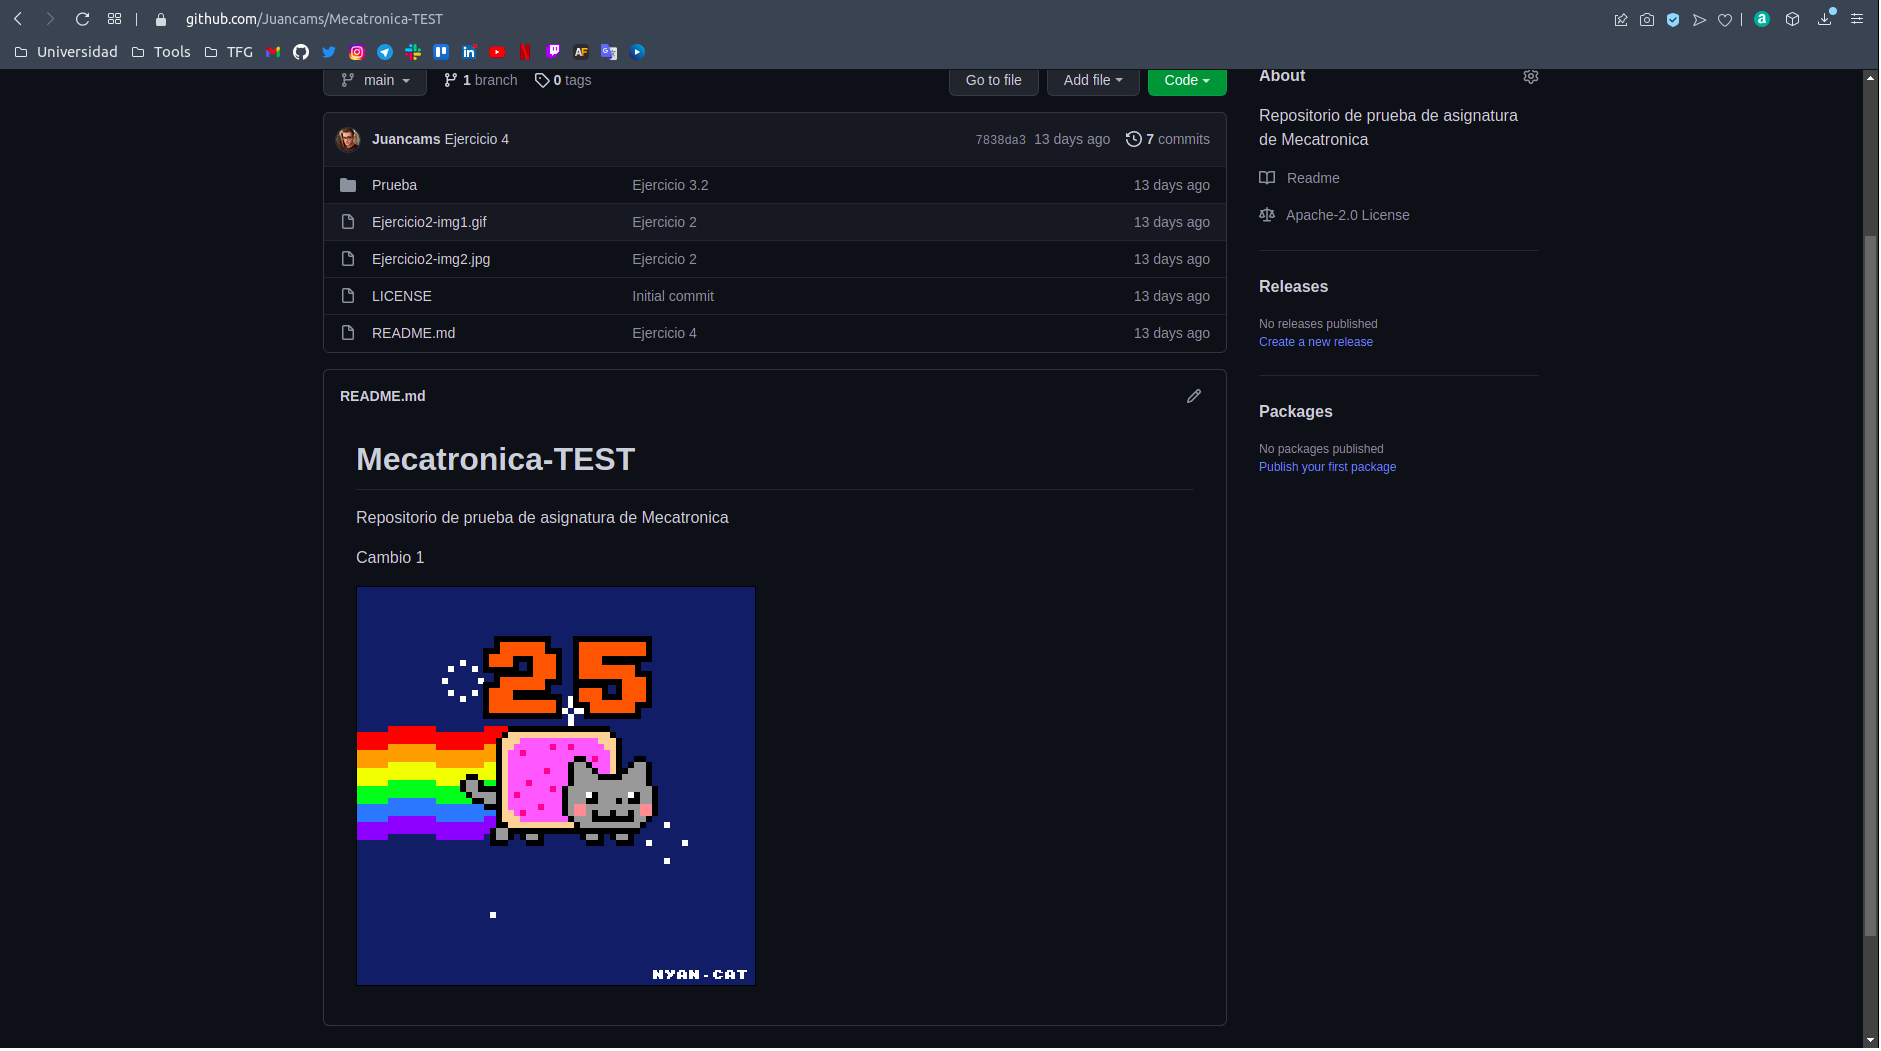 github.com/Juancams/Mecatronica-TEST
Universidad Tools TFG
main 1 branch 0 tags Go to file Add file Code
Juancams Ejercicio 4 7838da3 13 days ago 7 commits
Prueba Ejercicio 3.2 13 days ago
Ejercicio2-img1.gif Ejercicio 2 13 days ago
Ejercicio2-img2.jpg Ejercicio 2 13 days ago
LICENSE Initial commit 13 days ago
README.md Ejercicio 4 13 days ago
README.md
Mecatronica-TEST
Repositorio de prueba de asignatura de Mecatronica
Cambio 1
25
NYAN-CAT
About
Repositorio de prueba de asignatura
de Mecatronica
Readme
Apache-2.0 License
Releases
No releases published
Create a new release
Packages
No packages published
Publish your first package